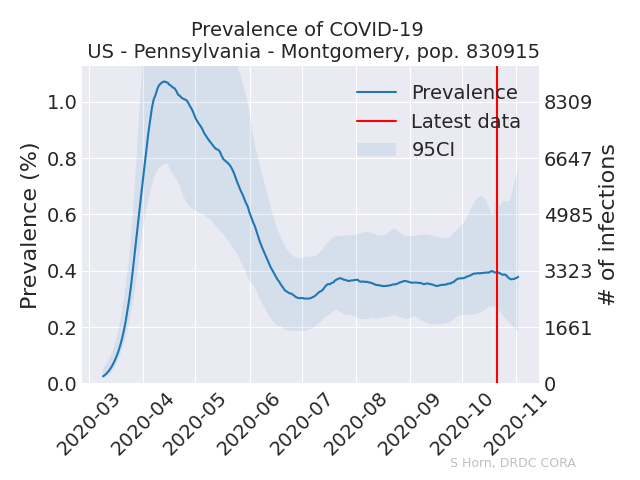 Prevalence of COVID-19
US - Pennsylvania - Montgomery, pop. 830915
Prevalence
Latest data
95CI
Prevalence (%)
1.0
0.8
0.6
0.4
0.2
0.0
8309
6647
4985
3323
1661
0
# of infections
2020-03
2020-04
2020-05
2020-06
2020-07
2020-08
2020-09
2020-10
2020-11
S Horn, DRDC CORA